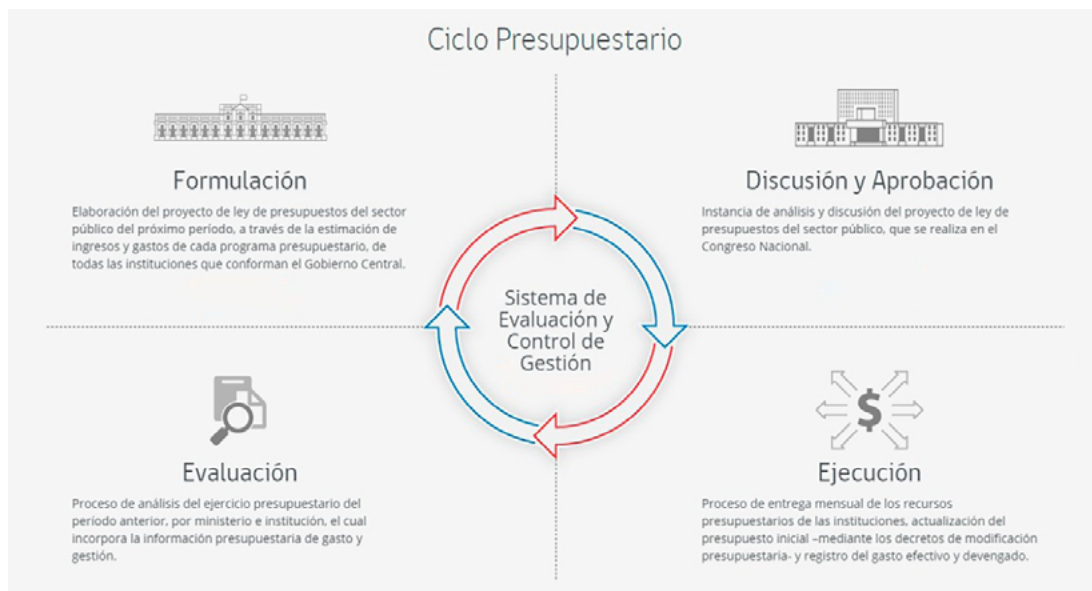 Ciclo Presupuestario
Formulación
Elaboración del proyecto de ley de presupuestos del sector
público del próximo período, a través de la estimación de
ingresos y gastos de cada programa presupuestario, de
todas las instituciones que conforman el Gobierno Central.
Discusión y Aprobación
Instancia de análisis y discusión del proyecto de ley de
presupuestos del sector público, que se realiza en el
Congreso Nacional.
Sistema de
Evaluación y
Control de
Gestión
Evaluación
Proceso de análisis del ejercicio presupuestario del
período anterior, por ministerio e institución, el cual
incorpora la información presupuestaria de gasto y
gestión.
$
Ejecución
Proceso de entrega mensual de los recursos
presupuestarios de las instituciones, actualización del
presupuesto inicial –mediante los decretos de modificación
presupuestaria- y registro del gasto efectivo y devengado.